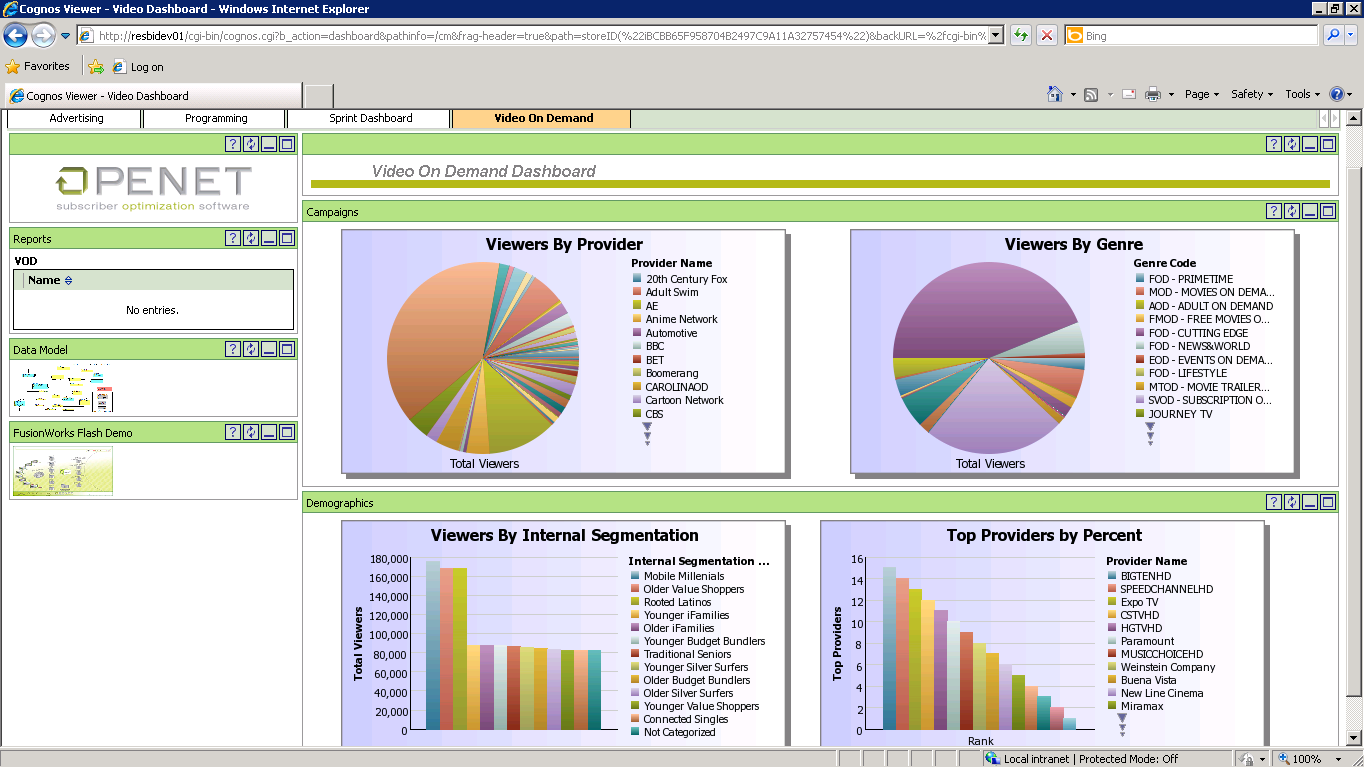 Cognos Viewer - Video Dashboard - Windows Internet Explorer
http://resbidev01/cgi-bin/cognos.cgi?b_action=dashboard&pathinfo=/cm&frag-header=true&path=storeID(%22iBCBB65F958704B2497C9A11A32757454%22)&backURL=%2fcgi-bin%
Bing
Favorites
Log on
Cognos Viewer - Video Dashboard
Page
Safety
Tools
Advertising
Programming
Sprint Dashboard
Video On Demand
OPENET
subscriber optimization software
Reports
VOD
Name
No entries.
Data Model
FusionWorks Flash Demo
Video On Demand Dashboard
Campaigns
Viewers By Provider
Provider Name
20th Century Fox
Adult Swim
AE
Anime Network
Automotive
BBC
BET
Boomerang
CAROLINAOD
Cartoon Network
CBS
Total Viewers
Viewers By Genre
Genre Code
FOD - PRIMETIME
MOD - MOVIES ON DEMA...
AOD - ADULT ON DEMAND
FMOD - FREE MOVIES O...
FOD - CUTTING EDGE
FOD - NEWS&WORLD
EOD - EVENTS ON DEMA...
FOD - LIFESTYLE
MTOD - MOVIE TRAILER...
SVOD - SUBSCRIPTION O...
JOURNEY TV
Total Viewers
Demographics
Viewers By Internal Segmentation
Total Viewers
180,000
160,000
140,000
120,000
100,000
80,000
60,000
40,000
20,000
0
Internal Segmentation ...
Mobile Millenials
Older Value Shoppers
Rooted Latinos
Younger iFamilies
Older iFamilies
Younger Budget Bundlers
Traditional Seniors
Younger Silver Surfers
Older Budget Bundlers
Older Silver Surfers
Younger Value Shoppers
Connected Singles
Not Categorized
Top Providers by Percent
Top Providers
16
14
12
10
8
6
4
2
0
Rank
Provider Name
BIGTENHD
SPEEDCHANNELHD
Expo TV
CSTVHD
HGTVHD
Paramount
MUSICCHOICEHD
Weinstein Company
Buena Vista
New Line Cinema
Miramax
Local intranet | Protected Mode: Off
100%